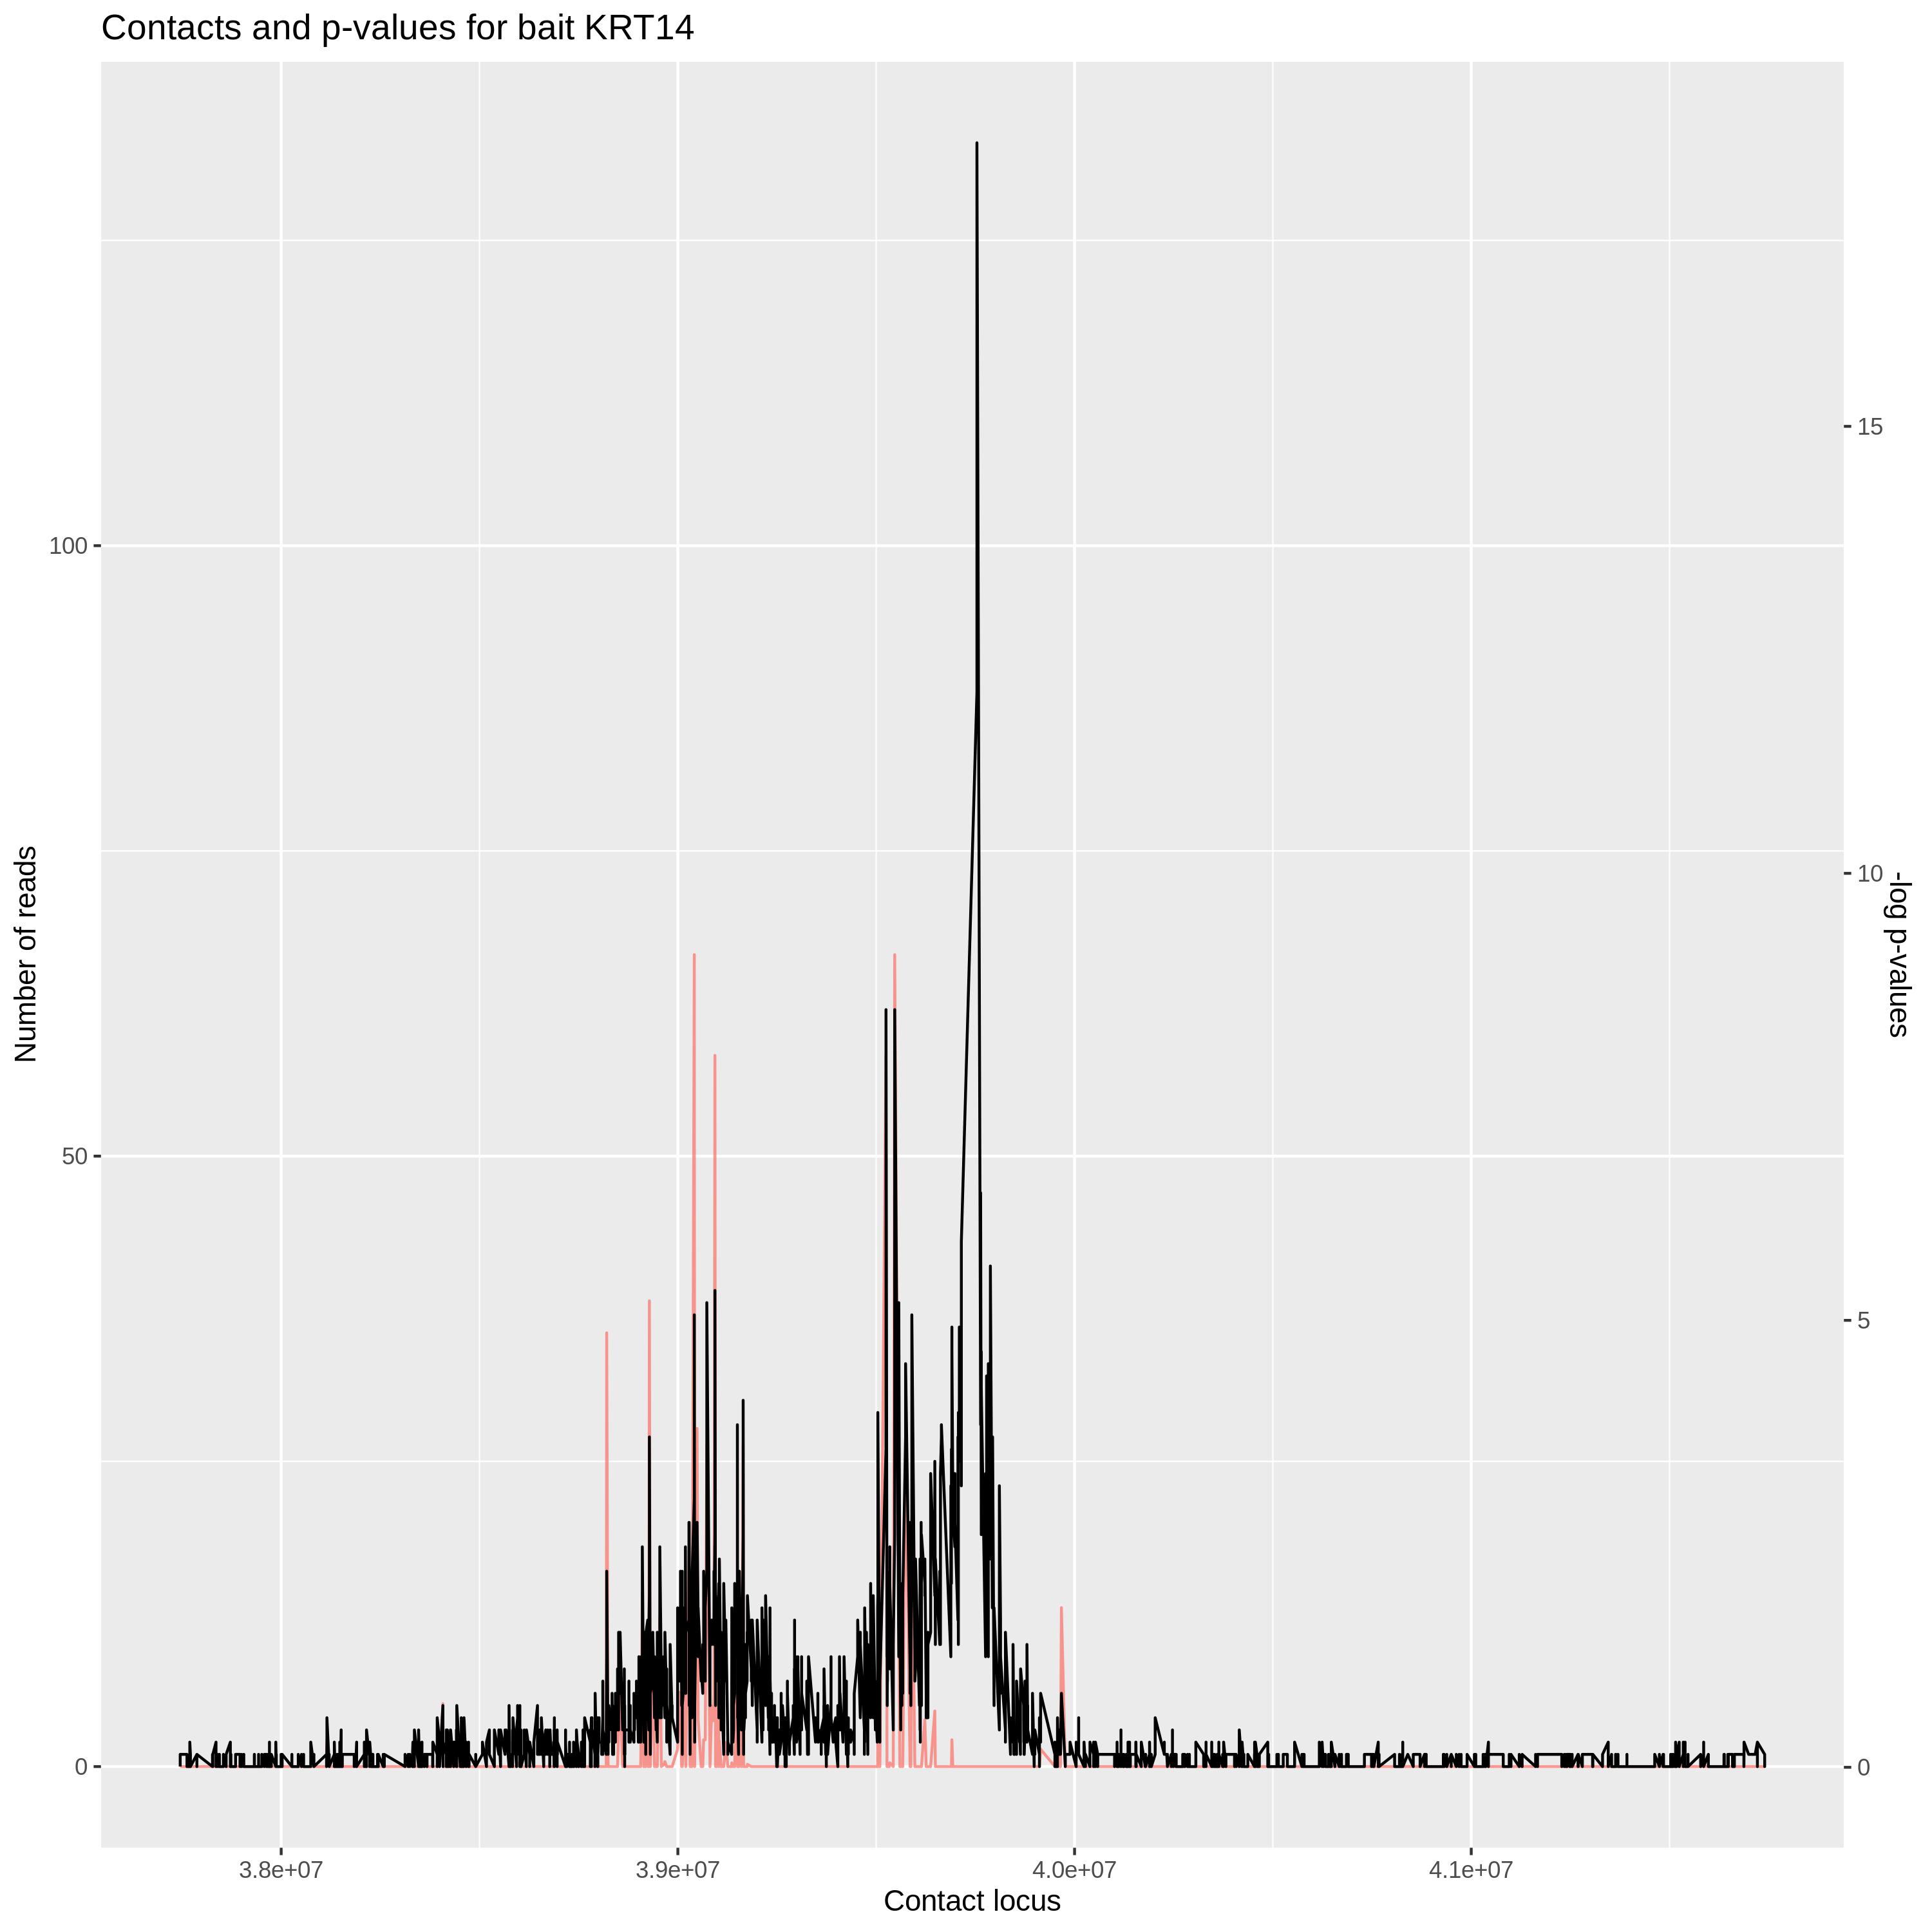 Contacts and p-values for bait KRT14
Number of reads
100
50
0
15
10
5
0
-log p-values
3.8e+07 3.9e+07 4.0e+07 4.1e+07
Contact locus